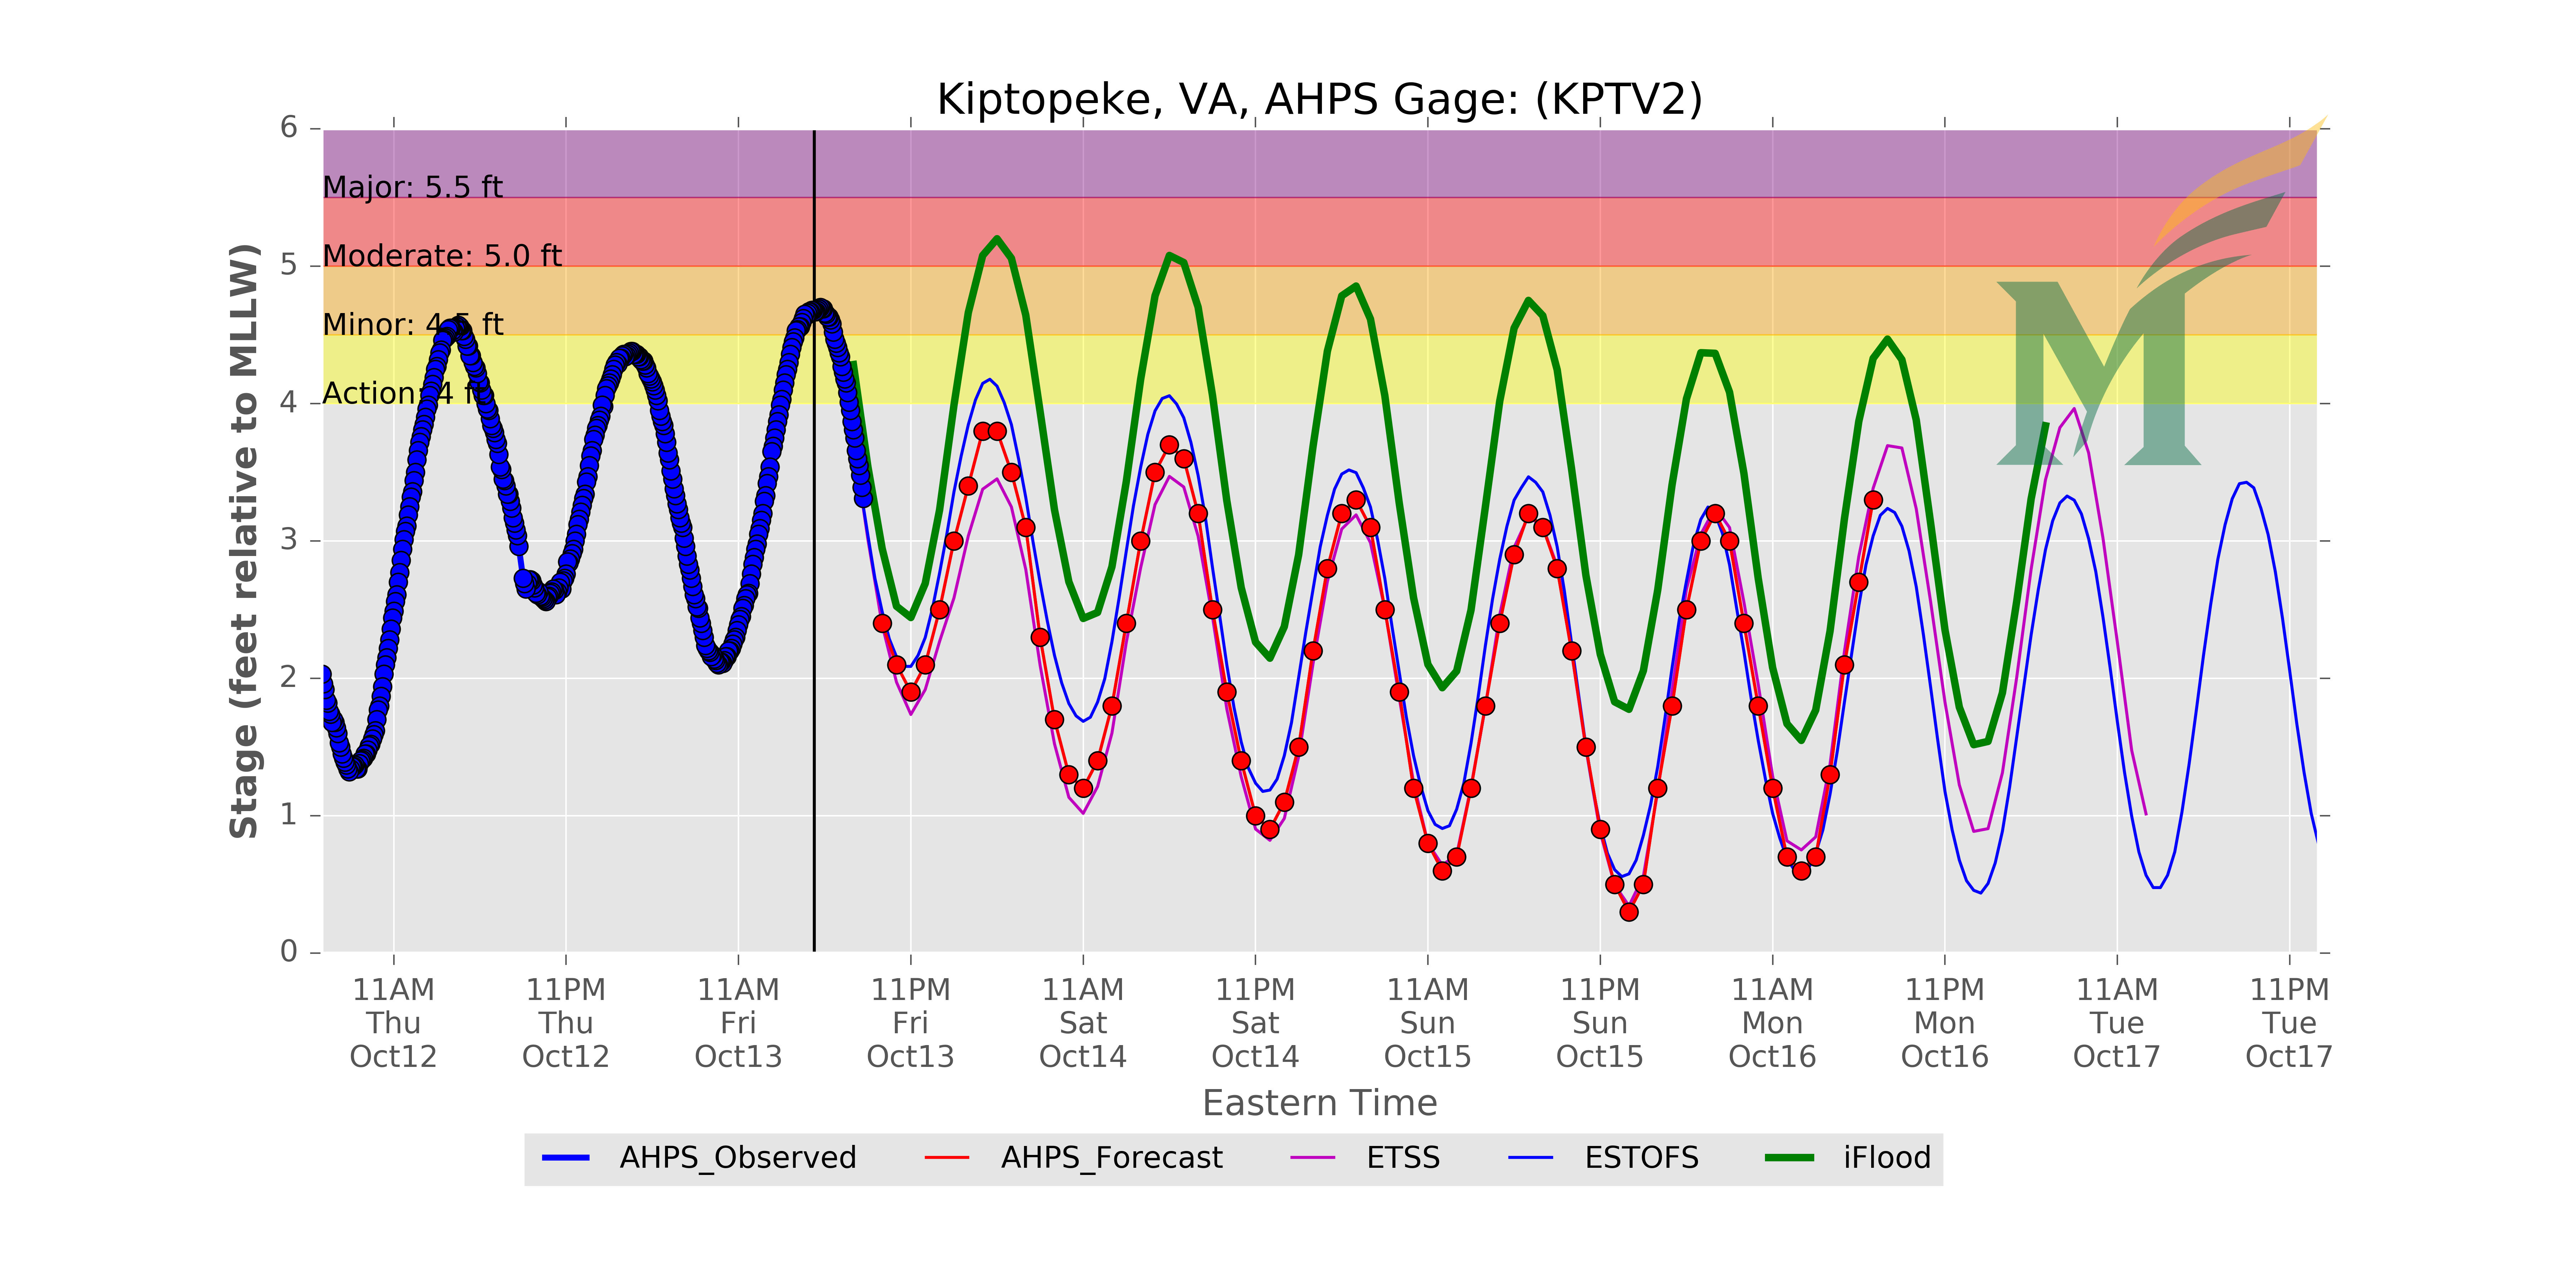 Kiptopeke, VA, AHPS Gage: (KPTV2)
6
5
4
3
2
1
0
Stage (feet relative to MLLW)
Major: 5.5 ft
Moderate: 5.0 ft
Minor: 4.5 ft
Action: 4 ft
11AM 11PM 11AM 11PM 11AM 11PM 11AM 11PM 11AM 11PM 11AM 11PM
Thu Thu Fri Fri Sat Sat Sun Sun Mon Mon Tue Tue
Oct12 Oct12 Oct13 Oct13 Oct14 Oct14 Oct15 Oct15 Oct16 Oct16 Oct17 Oct17
Eastern Time
AHPS_Observed AHPS_Forecast ETSS ESTOFS iFlood
M